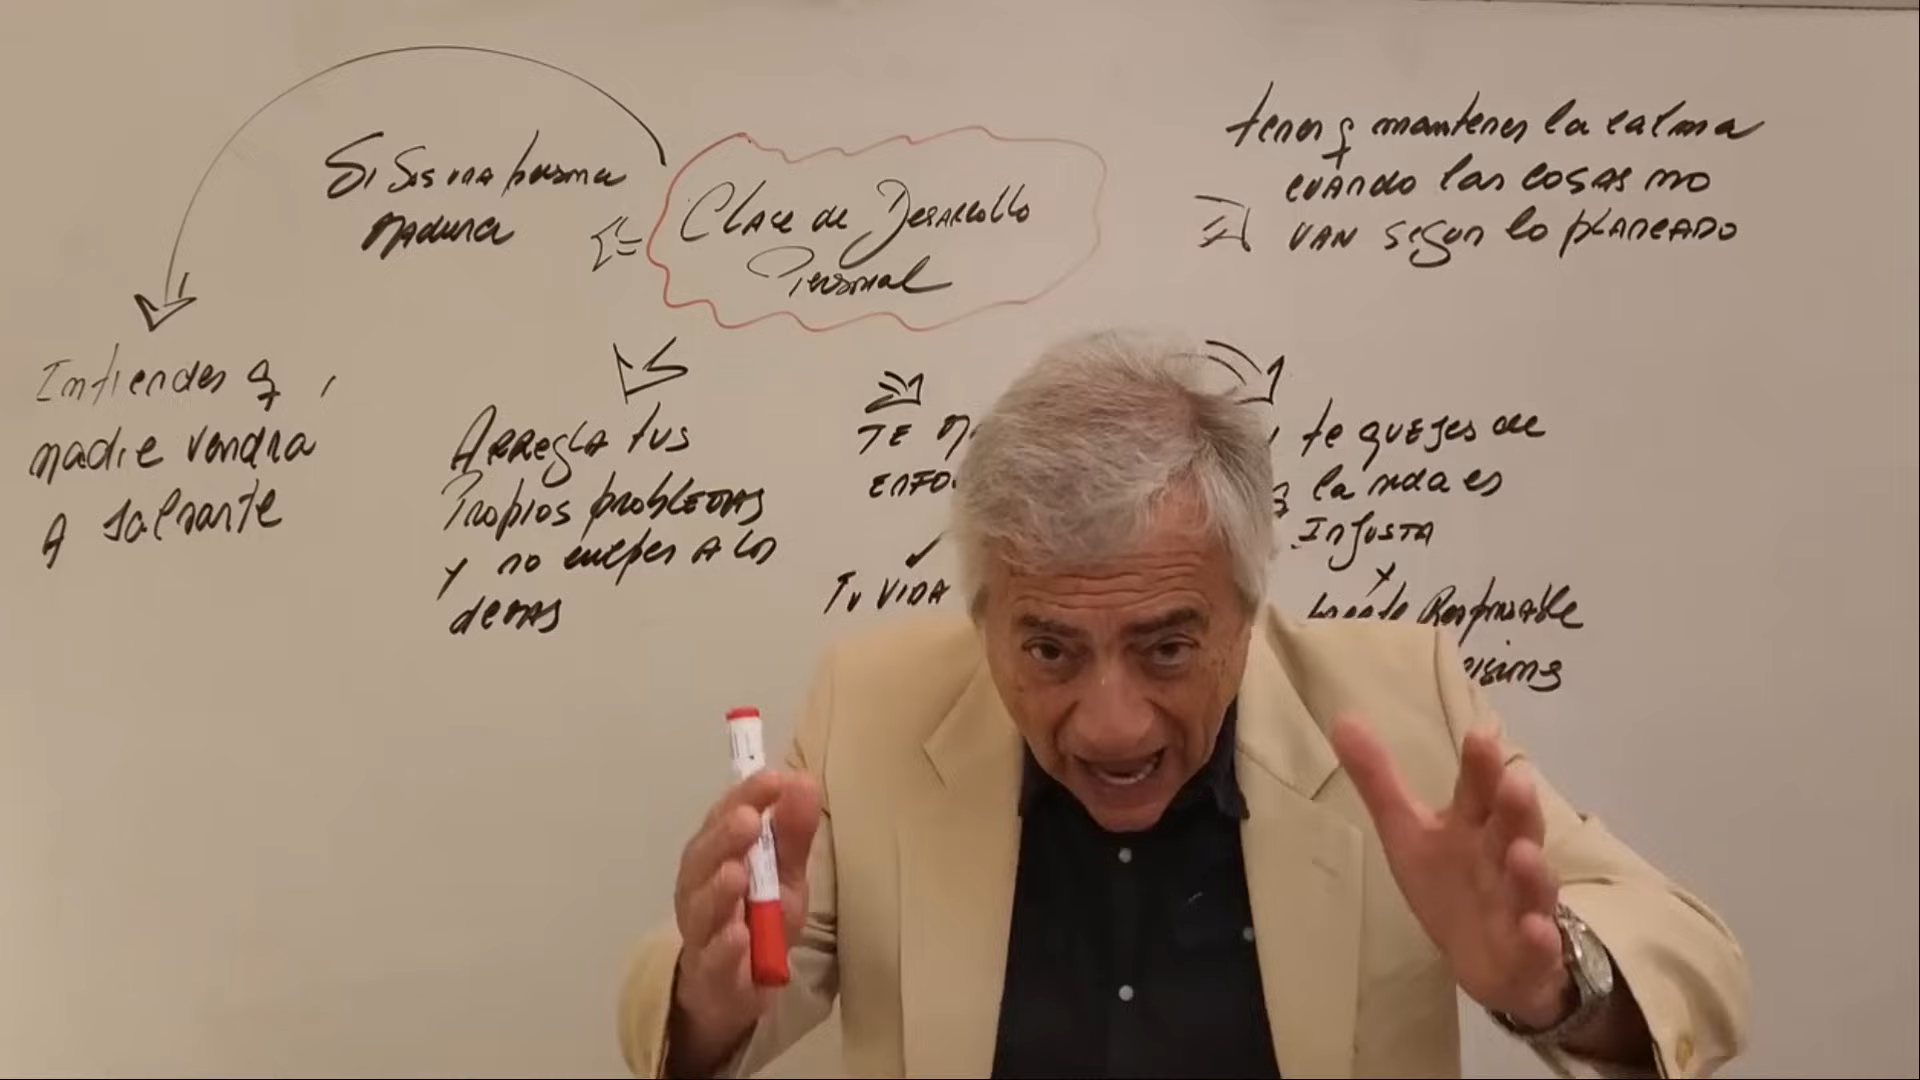 Clase de Desarrollo
Personal
Si sos una persona
madura
Entiendes q
nadie vendra
a salvarte
Arregla tus
Propios problemas
y no culpes a los
demas
TE
ENFO
Tu VIDA
te quejes de
q la vida es
Injusta
Responsable
tenes q mantener la calma
cuando las cosas no
van segun lo planeado